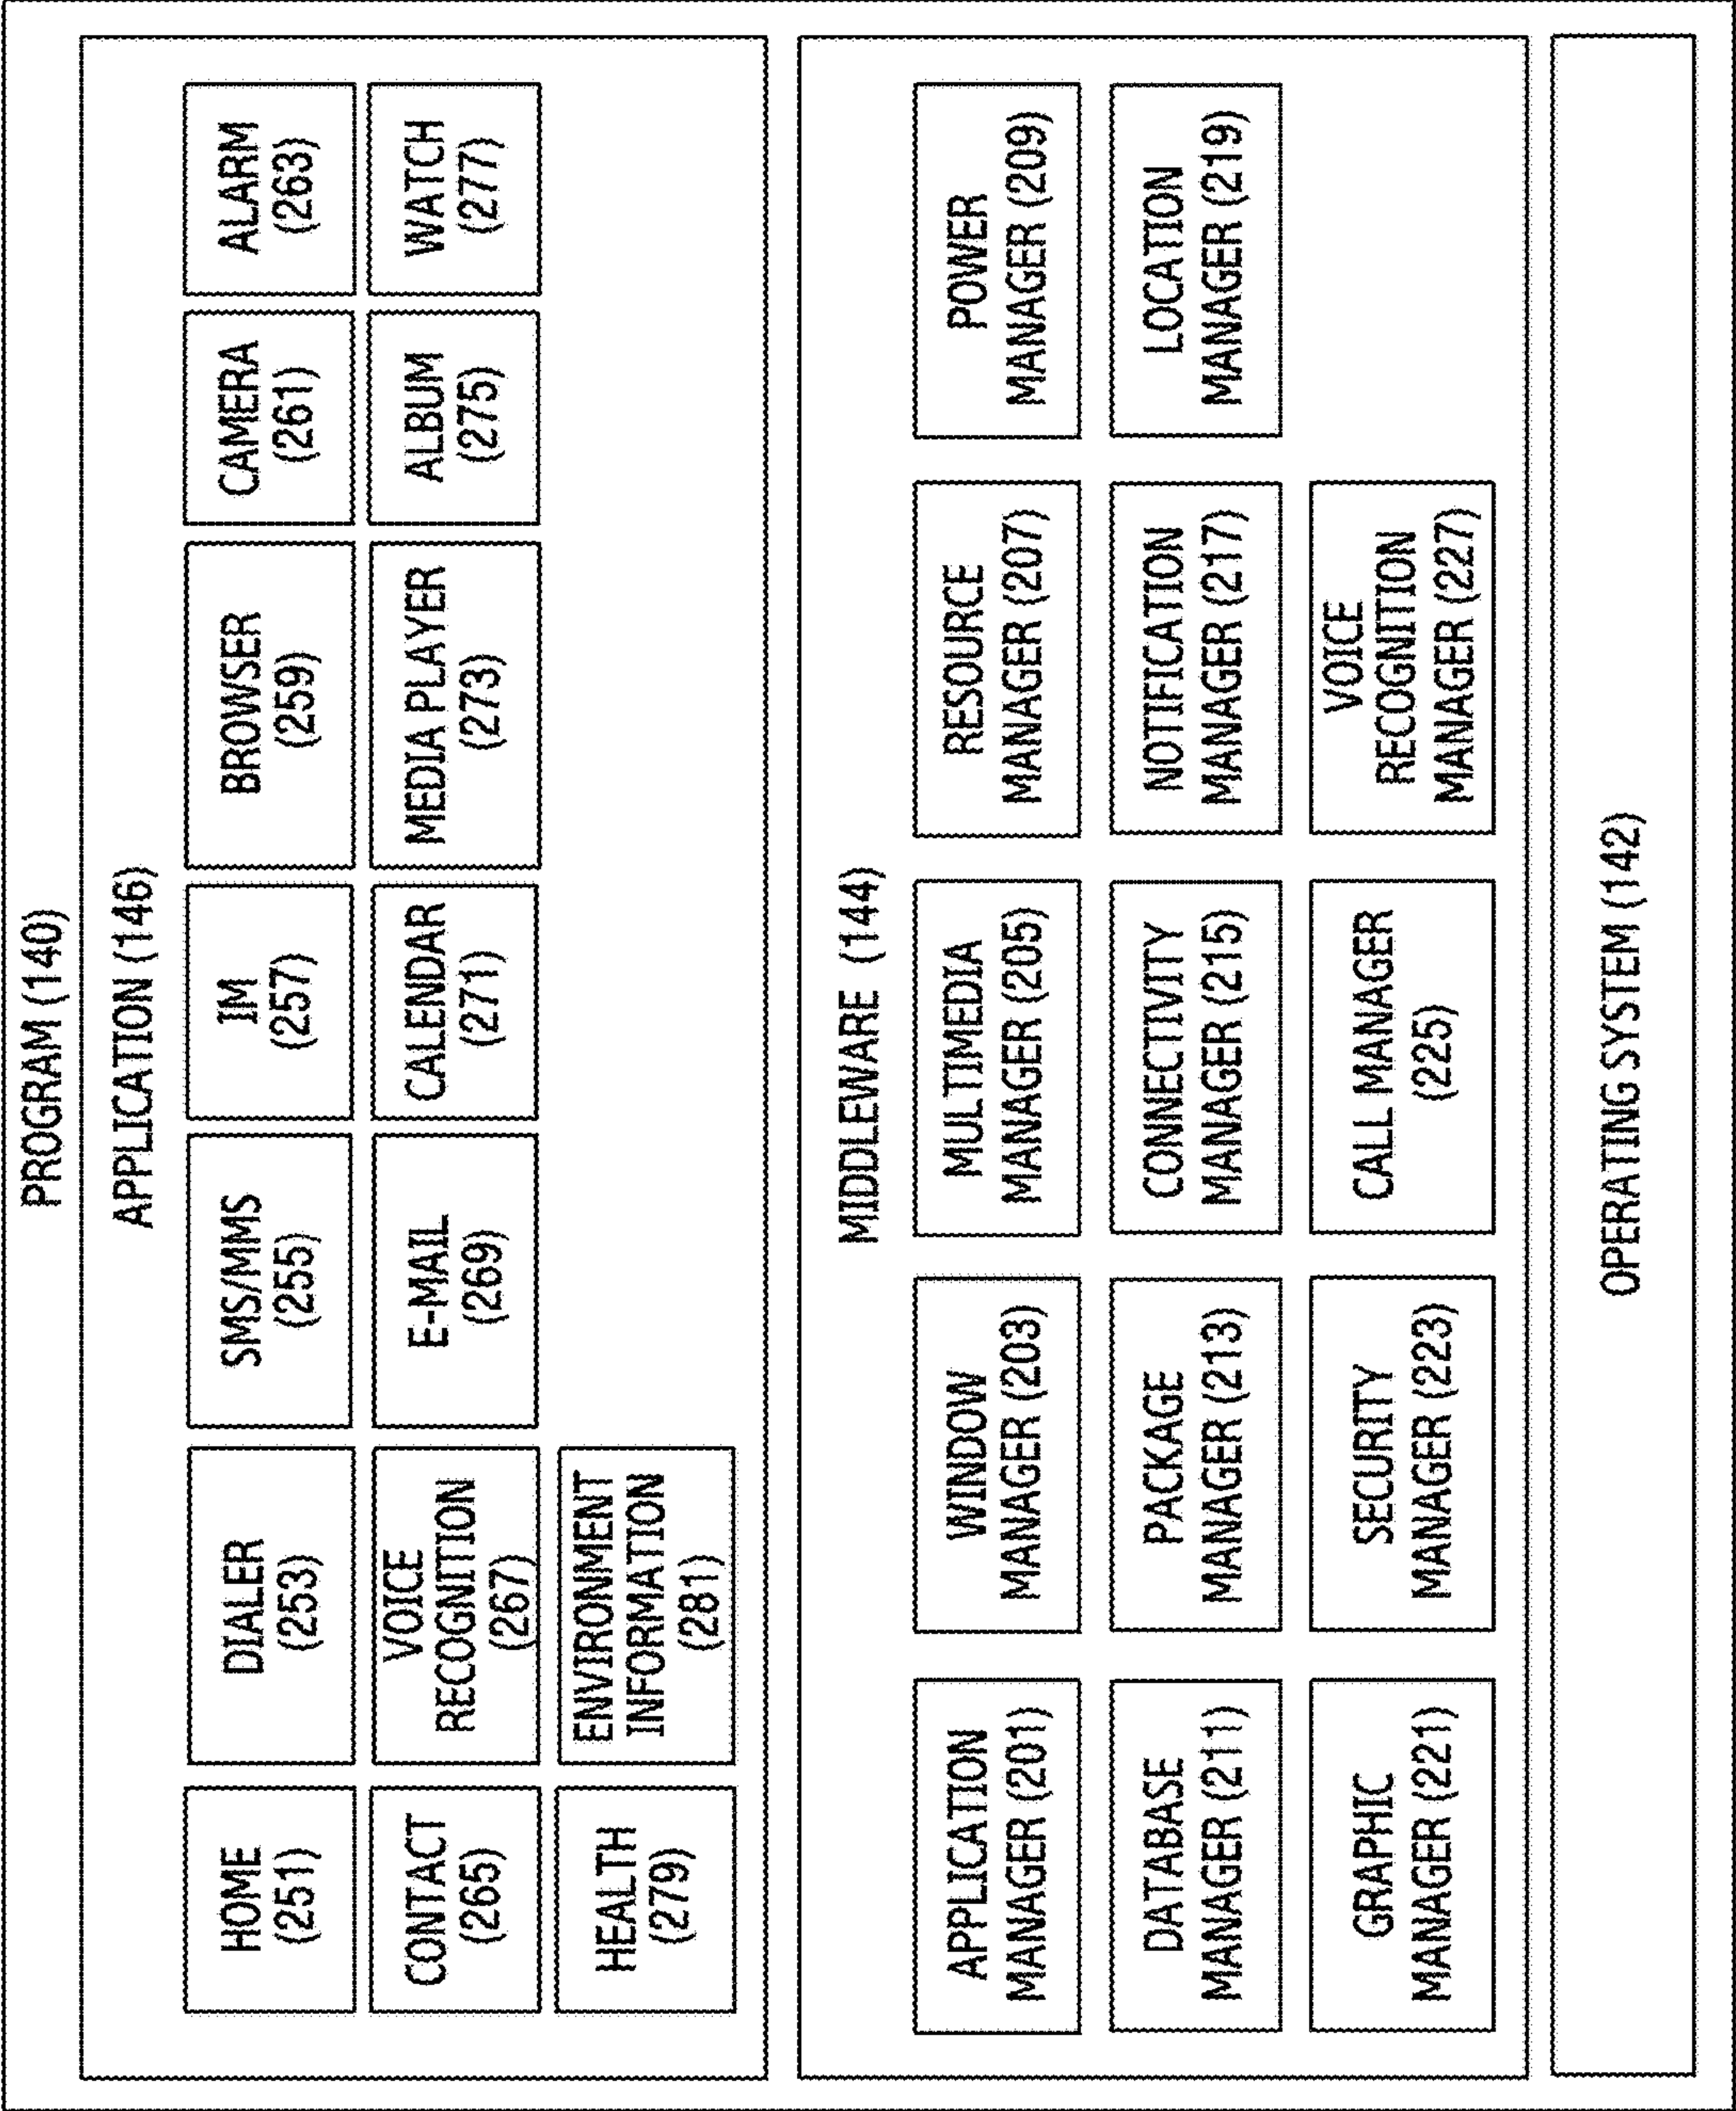 PROGRAM (140)
APPLICATION (146)
HOME
(251)
DIALER
(253)
SMS/MMS
(255)
IM
(257)
BROWSER
(259)
CAMERA
(261)
ALARM
(263)
CONTACT
(265)
VOICE
RECOGNITION
(267)
E-MAIL
(269)
CALENDAR
(271)
MEDIA PLAYER
(273)
ALBUM
(275)
WATCH
(277)
HEALTH
(279)
ENVIRONMENT
INFORMATION
(281)
MIDDLEWARE (144)
APPLICATION
MANAGER (201)
WINDOW
MANAGER (203)
MULTIMEDIA
MANAGER (205)
RESOURCE
MANAGER (207)
POWER
MANAGER (209)
DATABASE
MANAGER (211)
PACKAGE
MANAGER (213)
CONNECTIVITY
MANAGER (215)
NOTIFICATION
MANAGER (217)
LOCATION
MANAGER (219)
GRAPHIC
MANAGER (221)
SECURITY
MANAGER (223)
CALL MANAGER
(225)
VOICE
RECOGNITION
MANAGER (227)
OPERATING SYSTEM (142)